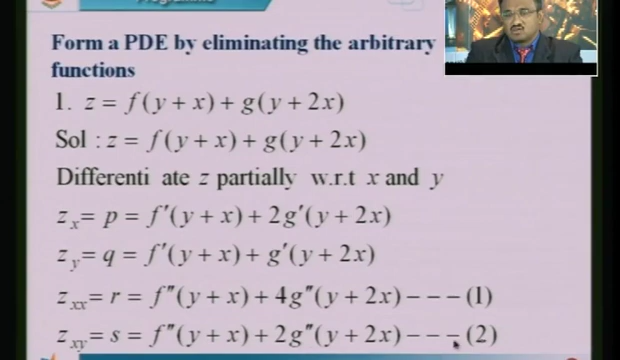 Programme
Form a PDE by eliminating the arbitrary
functions
1. z = f(y + x) + g(y + 2x)
Sol : z = f(y + x) + g(y + 2x)
Differenti ate z partially w.r.t x and y
z_x = p = f′(y + x) + 2g′(y + 2x)
z_y = q = f′(y + x) + g′(y + 2x)
z_xx = r = f″(y + x) + 4g″(y + 2x) − − − (1)
z_xy = s = f″(y + x) + 2g″(y + 2x) − − − (2)